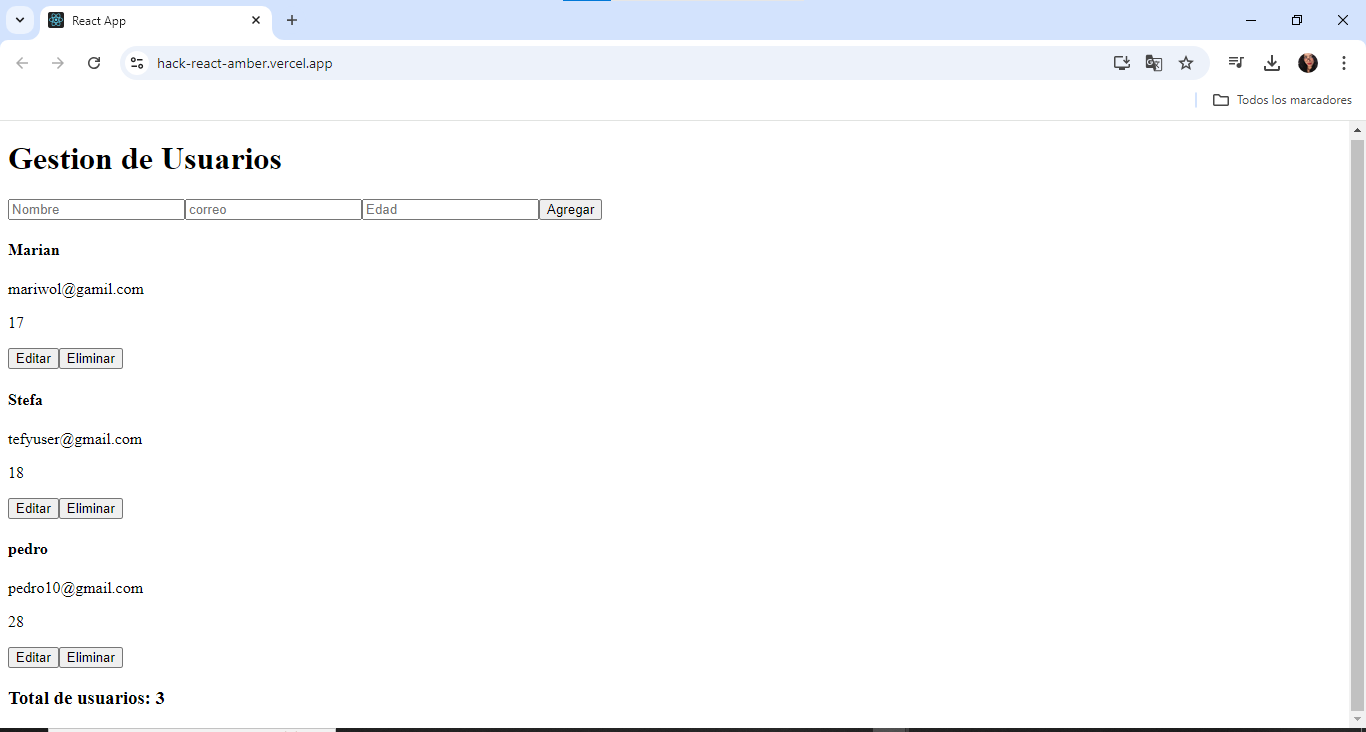 React App
hack-react-amber.vercel.app
Todos los marcadores
Gestion de Usuarios
Nombre correo Edad Agregar
Marian
mariwol@gamil.com
17
Editar Eliminar
Stefa
tefyuser@gmail.com
18
Editar Eliminar
pedro
pedro10@gmail.com
28
Editar Eliminar
Total de usuarios: 3